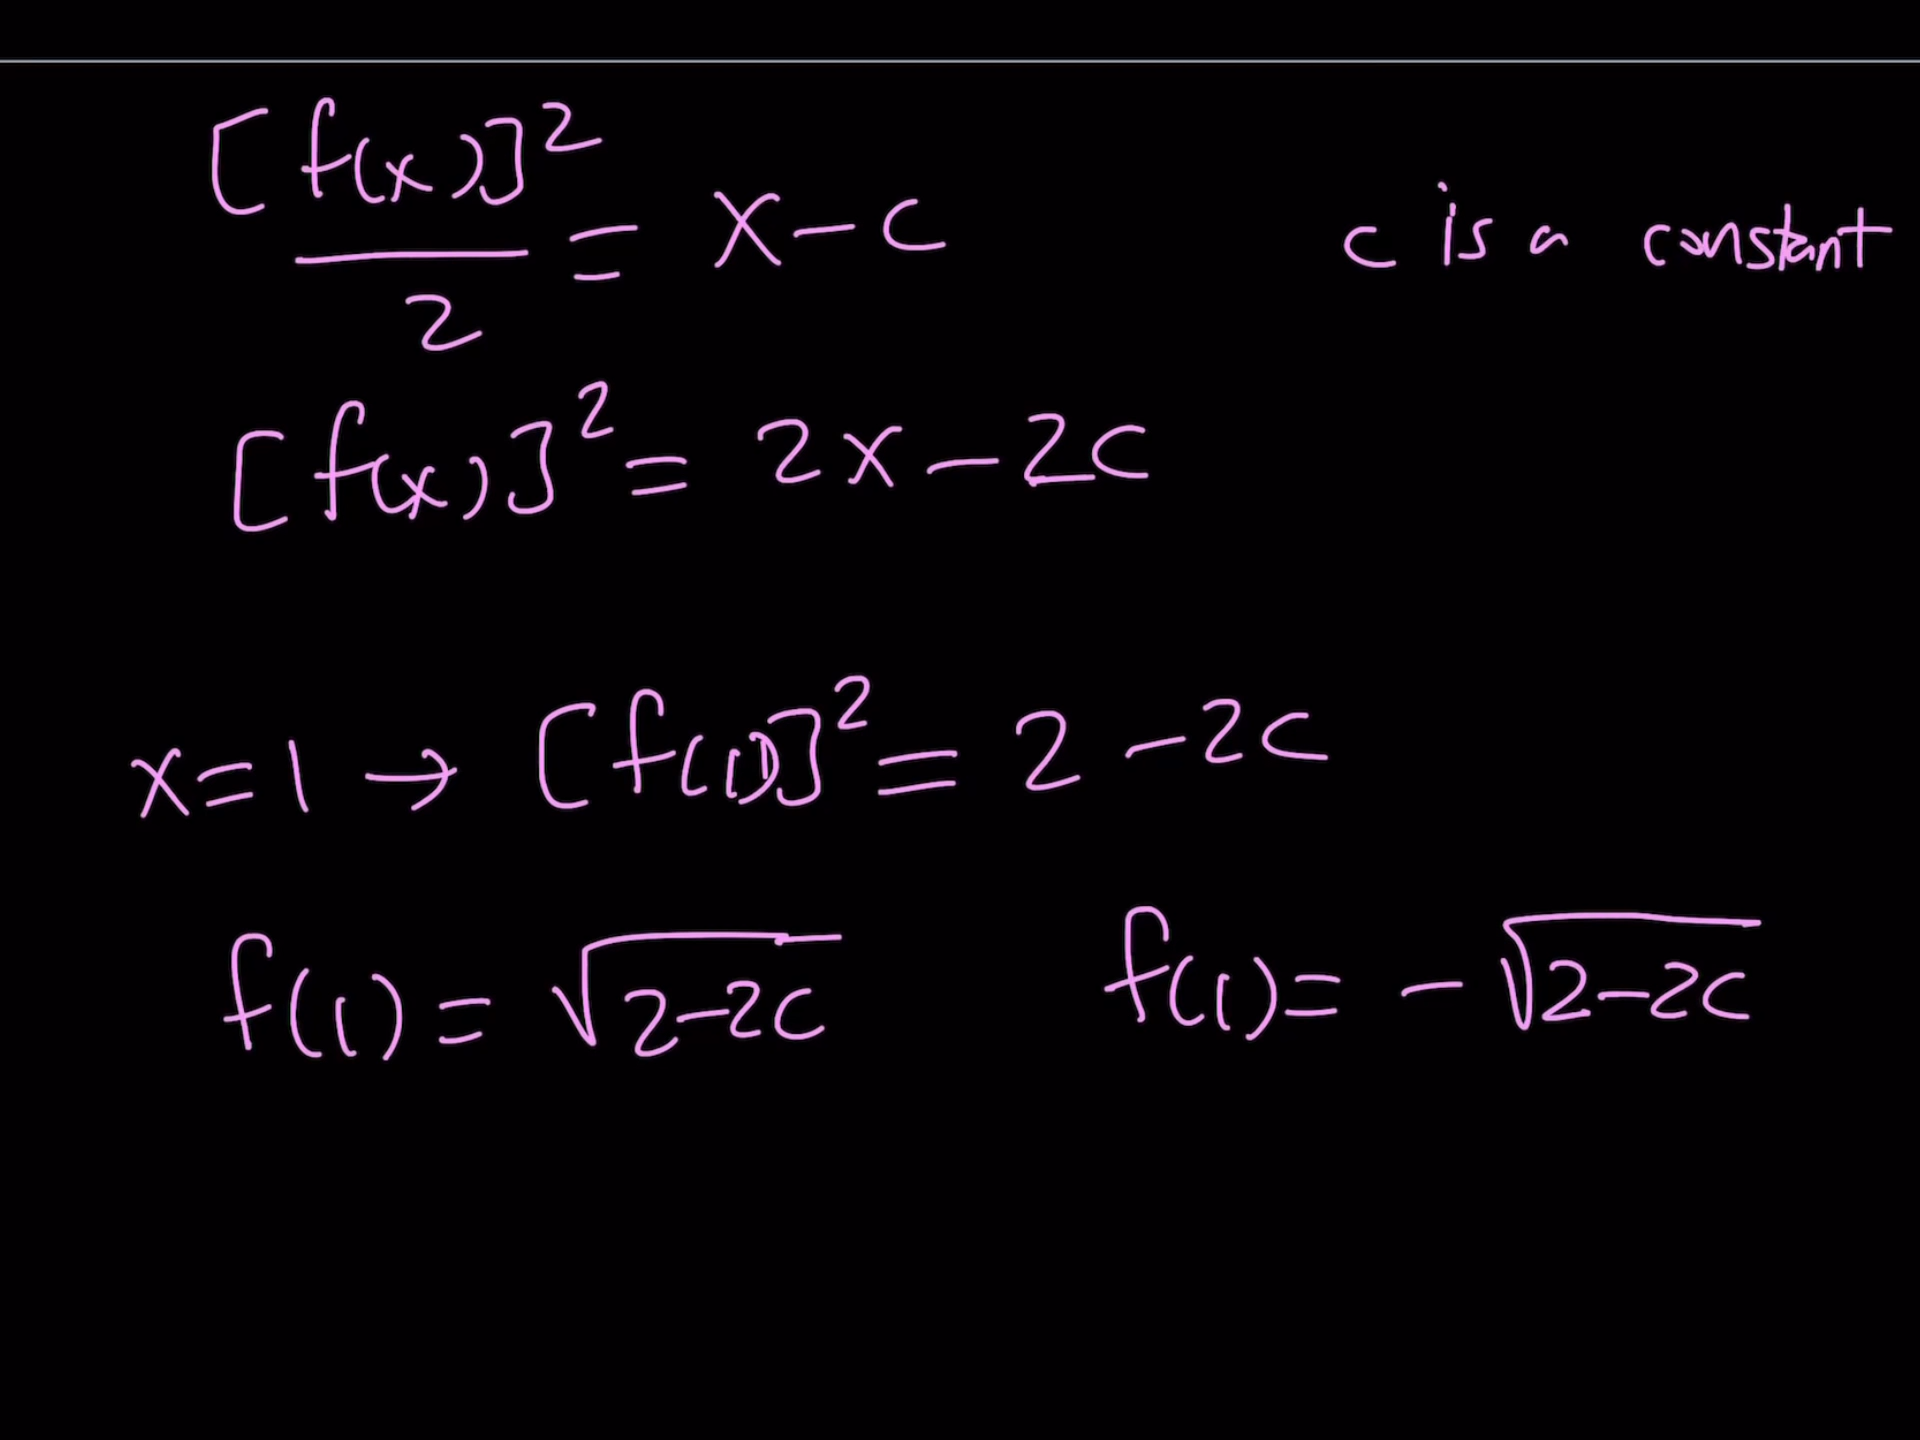 [f(x)]²/2 = x - c    c is a constant
[f(x)]² = 2x - 2c
x = 1 → [f(1)]² = 2 - 2c
f(1) = √(2-2c)    f(1) = -√(2-2c)